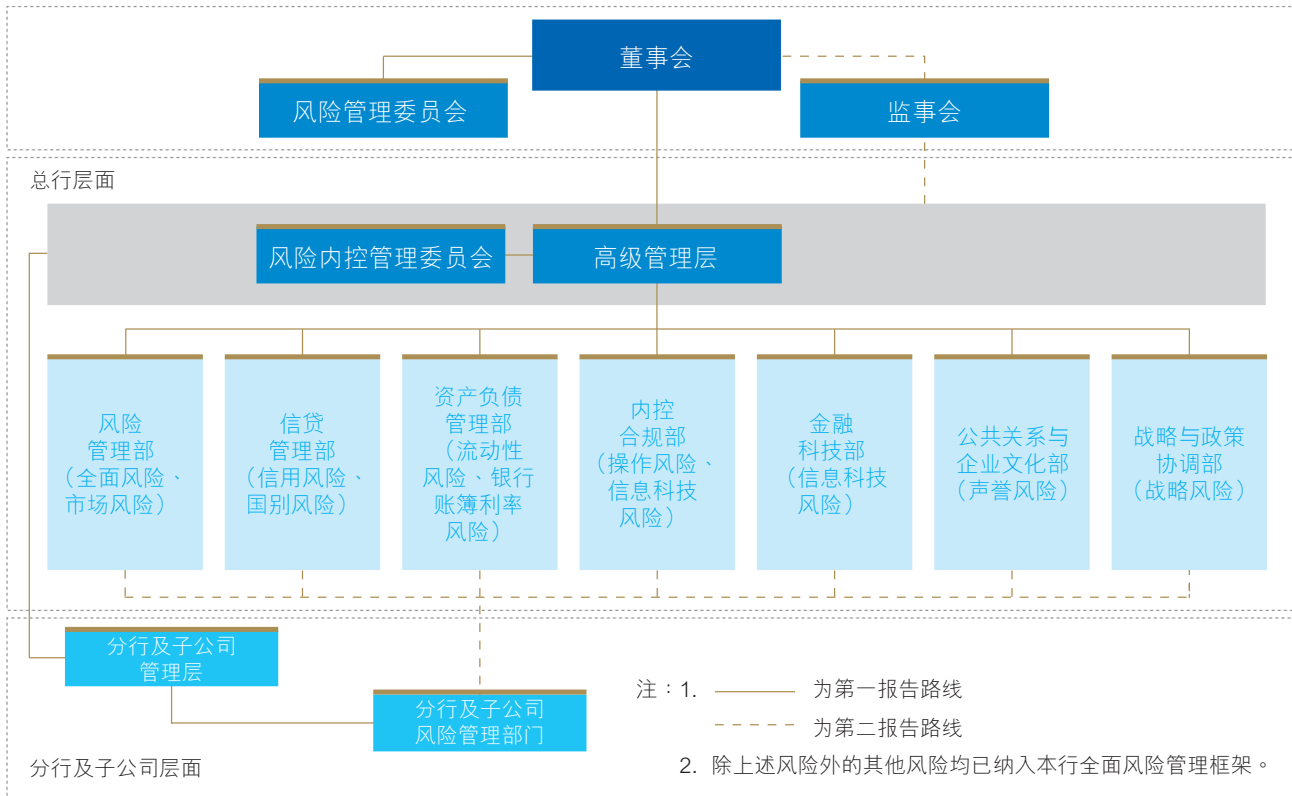 董事会
风险管理委员会
监事会
总行层面
风险内控管理委员会
高级管理层
风险
管理部
（全面风险、
市场风险）
信贷
管理部
（信用风险、
国别风险）
资产负债
管理部
（流动性
风险、银行
账簿利率
风险）
内控
合规部
（操作风险、
信息科技
风险）
金融
科技部
（信息科技
风险）
公共关系与
企业文化部
（声誉风险）
战略与政策
协调部
（战略风险）
分行及子公司
管理层
分行及子公司
风险管理部门
分行及子公司层面
注：1. 为第一报告路线
为第二报告路线
2. 除上述风险外的其他风险均已纳入本行全面风险管理框架。